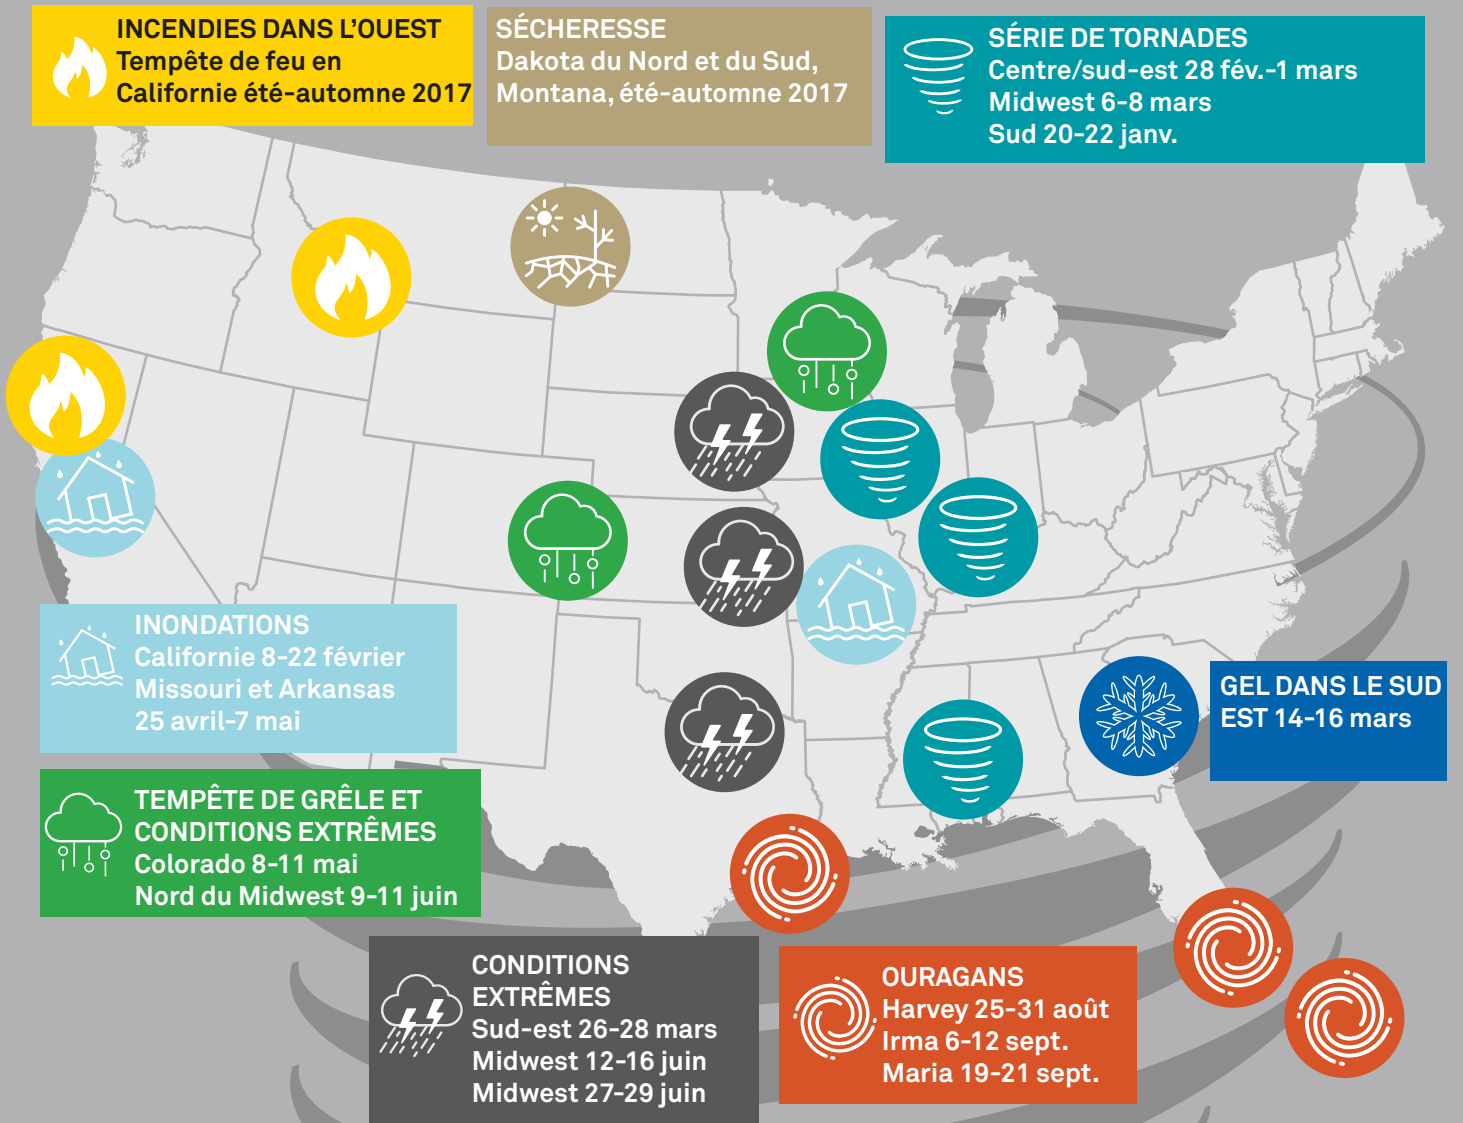 INCENDIES DANS L'OUEST
Tempête de feu en
Californie été-automne 2017
SÉCHERESSE
Dakota du Nord et du Sud,
Montana, été-automne 2017
SÉRIE DE TORNADES
Centre/sud-est 28 fév.-1 mars
Midwest 6-8 mars
Sud 20-22 janv.
INONDATIONS
Californie 8-22 février
Missouri et Arkansas
25 avril-7 mai
GEL DANS LE SUD
EST 14-16 mars
TEMPÊTE DE GRÊLE ET
CONDITIONS EXTRÊMES
Colorado 8-11 mai
Nord du Midwest 9-11 juin
CONDITIONS
EXTRÊMES
Sud-est 26-28 mars
Midwest 12-16 juin
Midwest 27-29 juin
OURAGANS
Harvey 25-31 août
Irma 6-12 sept.
Maria 19-21 sept.